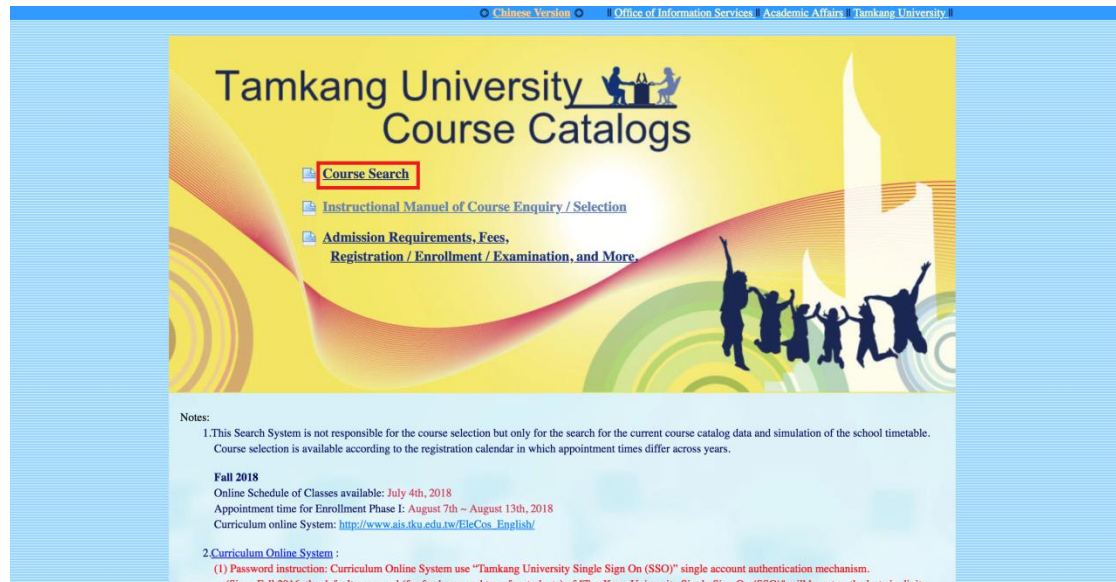 Chinese Version || Office of Information Services || Academic Affairs || Tamkang University ||
Tamkang University
Course Catalogs
Course Search
Instructional Manuel of Course Enquiry / Selection
Admission Requirements, Fees,
Registration / Enrollment / Examination, and More.
Notes:
1.This Search System is not responsible for the course selection but only for the search for the current course catalog data and simulation of the school timetable.
Course selection is available according to the registration calendar in which appointment times differ across years.
Fall 2018
Online Schedule of Classes available: July 4th, 2018
Appointment time for Enrollment Phase I: August 7th ~ August 13th, 2018
Curriculum online System: http://www.ais.tku.edu.tw/EleCos_English/
2.Curriculum Online System :
(1) Password instruction: Curriculum Online System use “Tamkang University Single Sign On (SSO)” single account authentication mechanism.